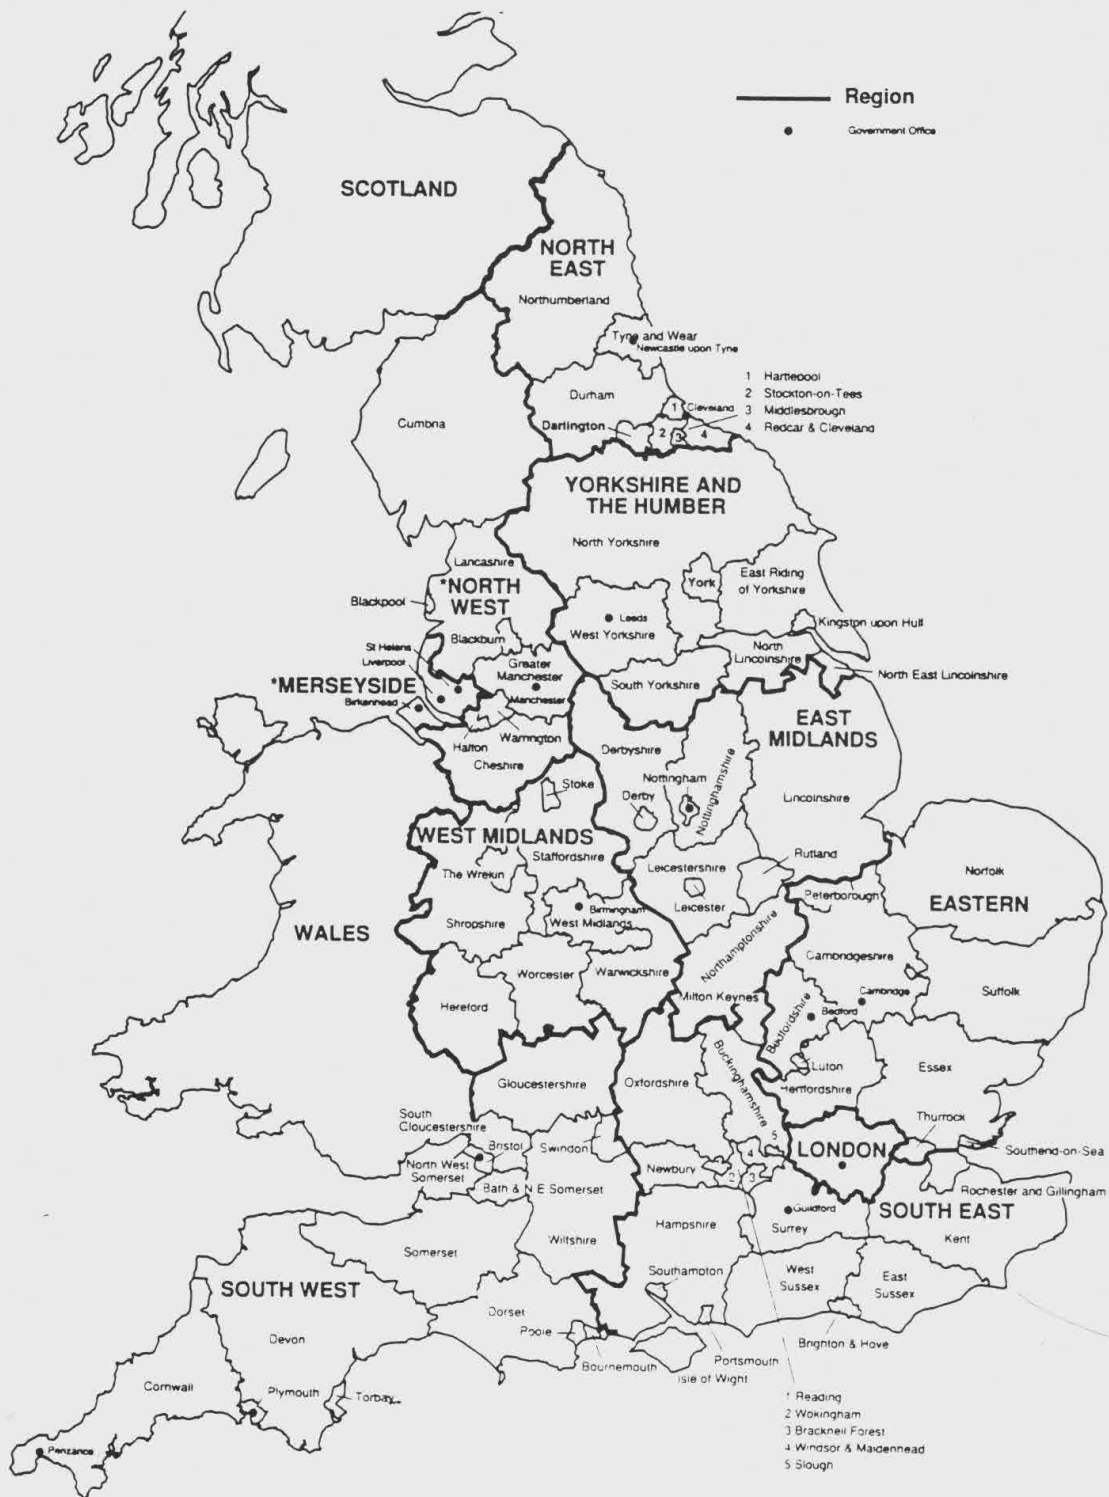 Region
Government Office
SCOTLAND
NORTH
EAST
Northumberland
Tyne and Wear
Newcastle upon Tyne
1 Hartlepool
2 Stockton-on-Tees
3 Middlesbrough
4 Redcar & Cleveland
Durham
1 Cleveland
Darlington
2
3
4
Cumbria
YORKSHIRE AND
THE HUMBER
North Yorkshire
Lancashire
York
East Riding
of Yorkshire
*NORTH
WEST
Blackpool
Leeds
West Yorkshire
Kingston upon Hull
Blackburn
St Helens
Liverpool
Greater
Manchester
Manchester
North
Lincolnshire
North East Lincolnshire
*MERSEYSIDE
Birkenhead
South Yorkshire
Halton
Warrington
Cheshire
EAST
MIDLANDS
Derbyshire
Nottingham
Nottinghamshire
Derby
Lincolnshire
Stoke
WEST MIDLANDS
Staffordshire
The Wrekin
Leicestershire
Rutland
Leicester
Peterborough
Norfolk
EASTERN
Birmingham
West Midlands
Shropshire
WALES
Northamptonshire
Cambridgeshire
Worcester
Warwickshire
Hereford
Milton Keynes
Cambridge
Suffolk
Bedfordshire
Bedford
Luton
Hertfordshire
Essex
Gloucestershire
Oxfordshire
Buckinghamshire
South
Gloucestershire
Bristol
Swindon
North West
Somerset
Bath & N E Somerset
Newbury
5
4
2
3
LONDON
Thurrock
Southend-on-Sea
Rochester and Gillingham
Guildford
Surrey
SOUTH EAST
Kent
Hampshire
Wiltshire
Somerset
SOUTH WEST
Southampton
West
Sussex
East
Sussex
Dorset
Poole
Bournemouth
Portsmouth
Isle of Wight
Brighton & Hove
Devon
Cornwall
Plymouth
Torbay
Penzance
1 Reading
2 Wokingham
3 Bracknell Forest
4 Windsor & Maidenhead
5 Slough